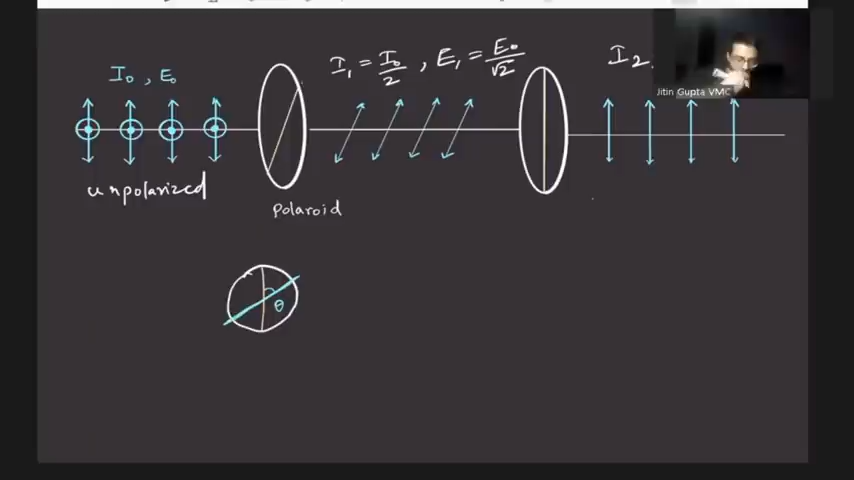 I₀ , E₀
I₁ = I₀/2 , E₁ = E₀/√2
I₂
Jitin Gupta VMC
unpolarized
Polaroid
θ